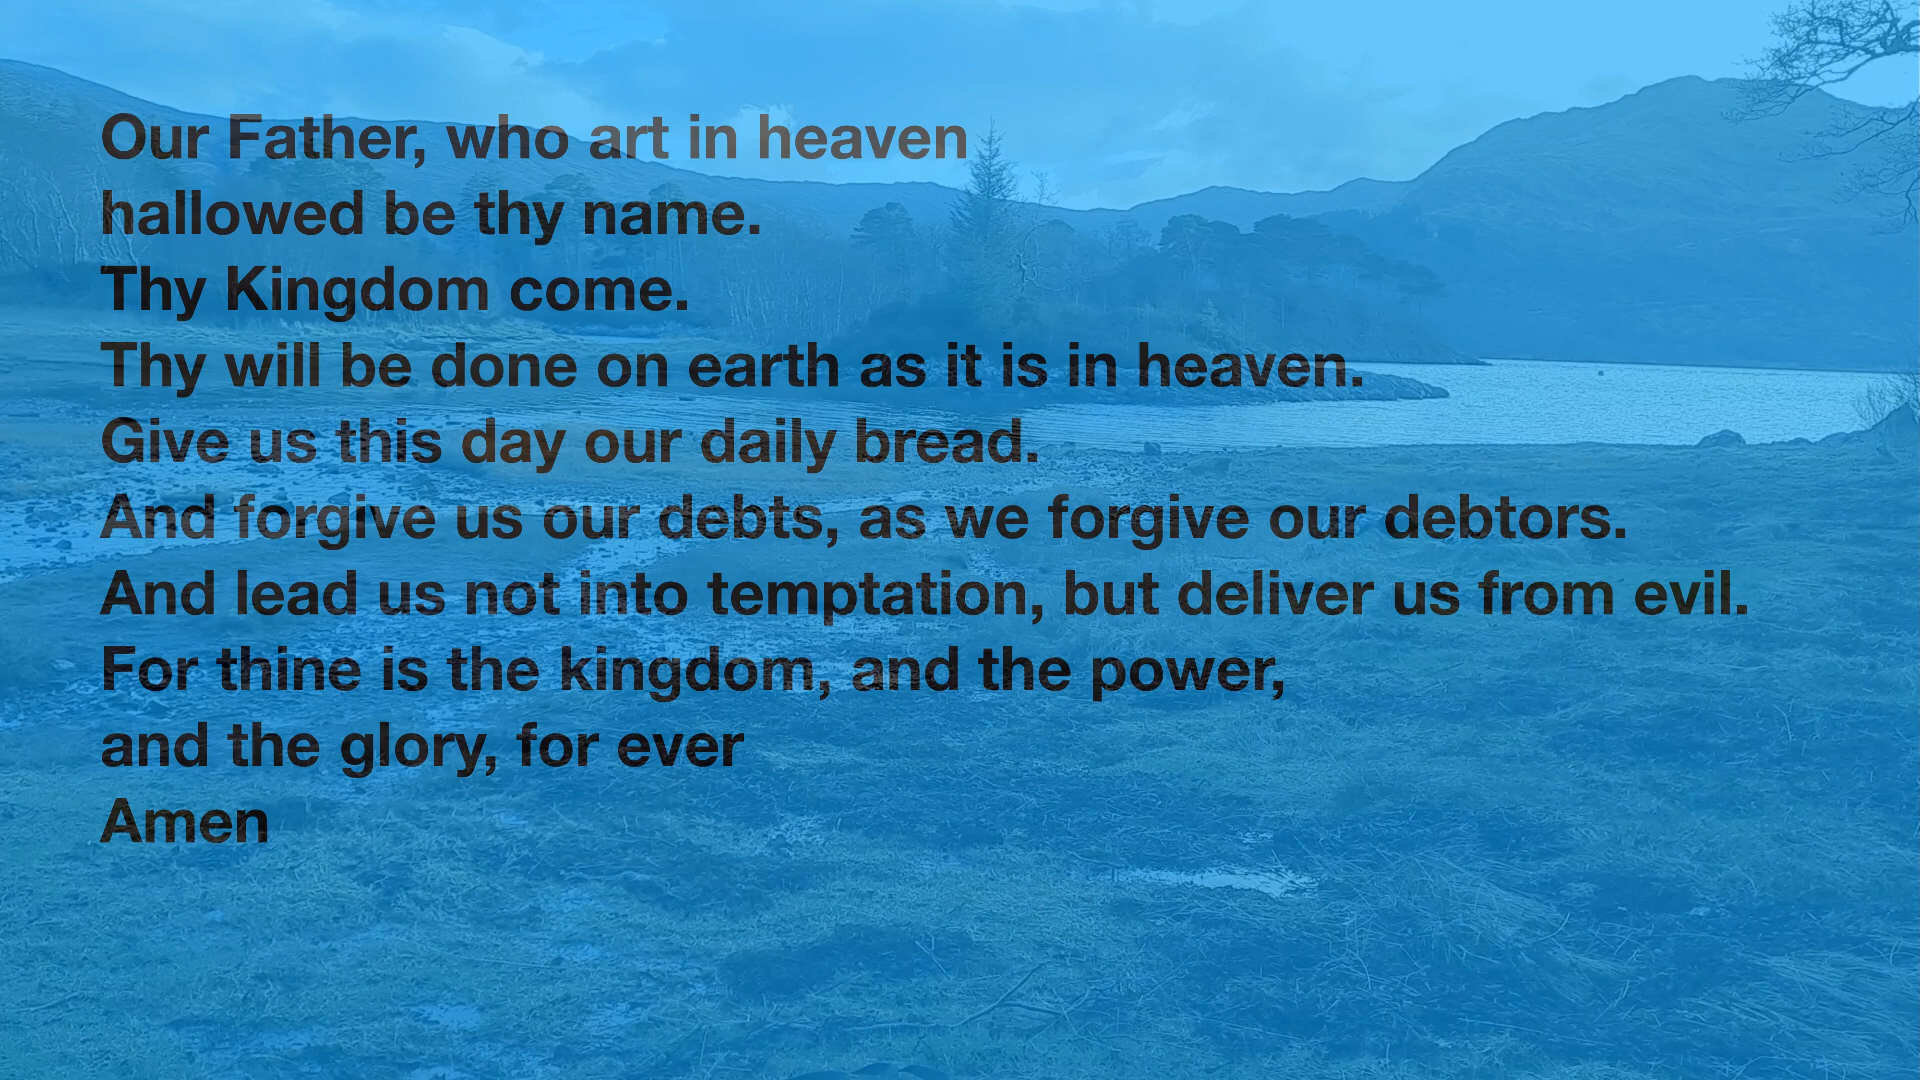 Our Father, who art in heaven
hallowed be thy name.
Thy Kingdom come.
Thy will be done on earth as it is in heaven.
Give us this day our daily bread.
And forgive us our debts, as we forgive our debtors.
And lead us not into temptation, but deliver us from evil.
For thine is the kingdom, and the power,
and the glory, for ever
Amen